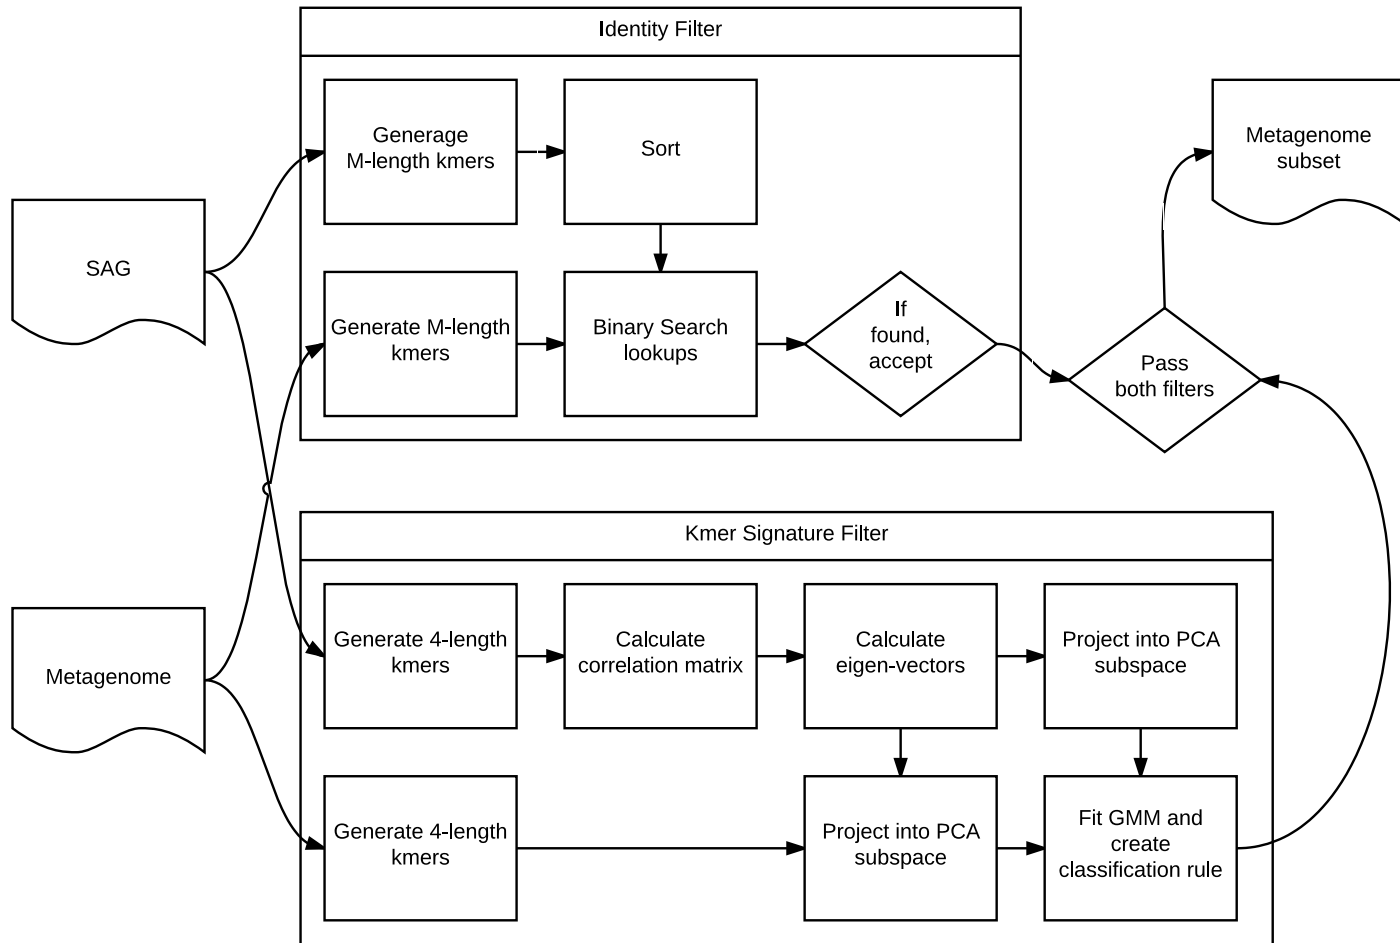 Identity Filter
Generage
M-length kmers
Sort
Metagenome
subset
SAG
Generate M-length
kmers
Binary Search
lookups
If
found,
accept
Pass
both filters
Kmer Signature Filter
Metagenome
Generate 4-length
kmers
Calculate
correlation matrix
Calculate
eigen-vectors
Project into PCA
subspace
Generate 4-length
kmers
Project into PCA
subspace
Fit GMM and
create
classification rule